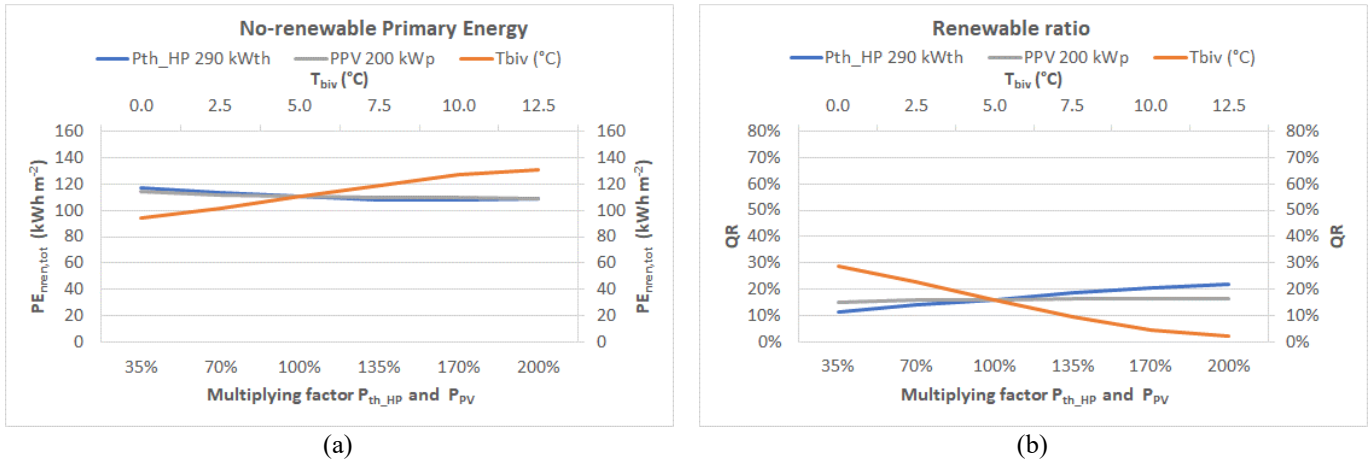 No-renewable Primary Energy
Pth_HP 290 kWth PPV 200 kWp Tbiv (°C)
Tbiv (°C)
0.0 2.5 5.0 7.5 10.0 12.5
160 160
140 140
120 120
100 100
80 80
60 60
40 40
20 20
0 0
PEnren,tot (kWh m-2)
PEnren,tot (kWh m-2)
35% 70% 100% 135% 170% 200%
Multiplying factor Pth_HP and PPV
(a)
Renewable ratio
Pth_HP 290 kWth PPV 200 kWp Tbiv (°C)
Tbiv (°C)
0.0 2.5 5.0 7.5 10.0 12.5
80% 80%
70% 70%
60% 60%
50% 50%
40% 40%
30% 30%
20% 20%
10% 10%
0% 0%
QR
QR
35% 70% 100% 135% 170% 200%
Multiplying factor Pth_HP and PPV
(b)